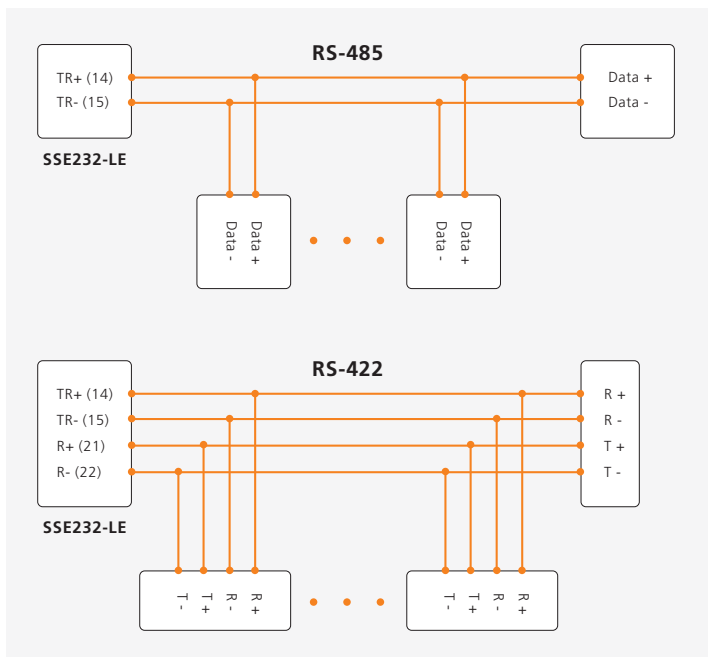 RS-485
TR+ (14)
TR- (15)
SSE232-LE
Data +
Data -
Data -
Data +
Data -
Data +
RS-422
TR+ (14)
TR- (15)
R+ (21)
R- (22)
SSE232-LE
R +
R -
T +
T -
T -
T +
R -
R +
T -
T +
R -
R +